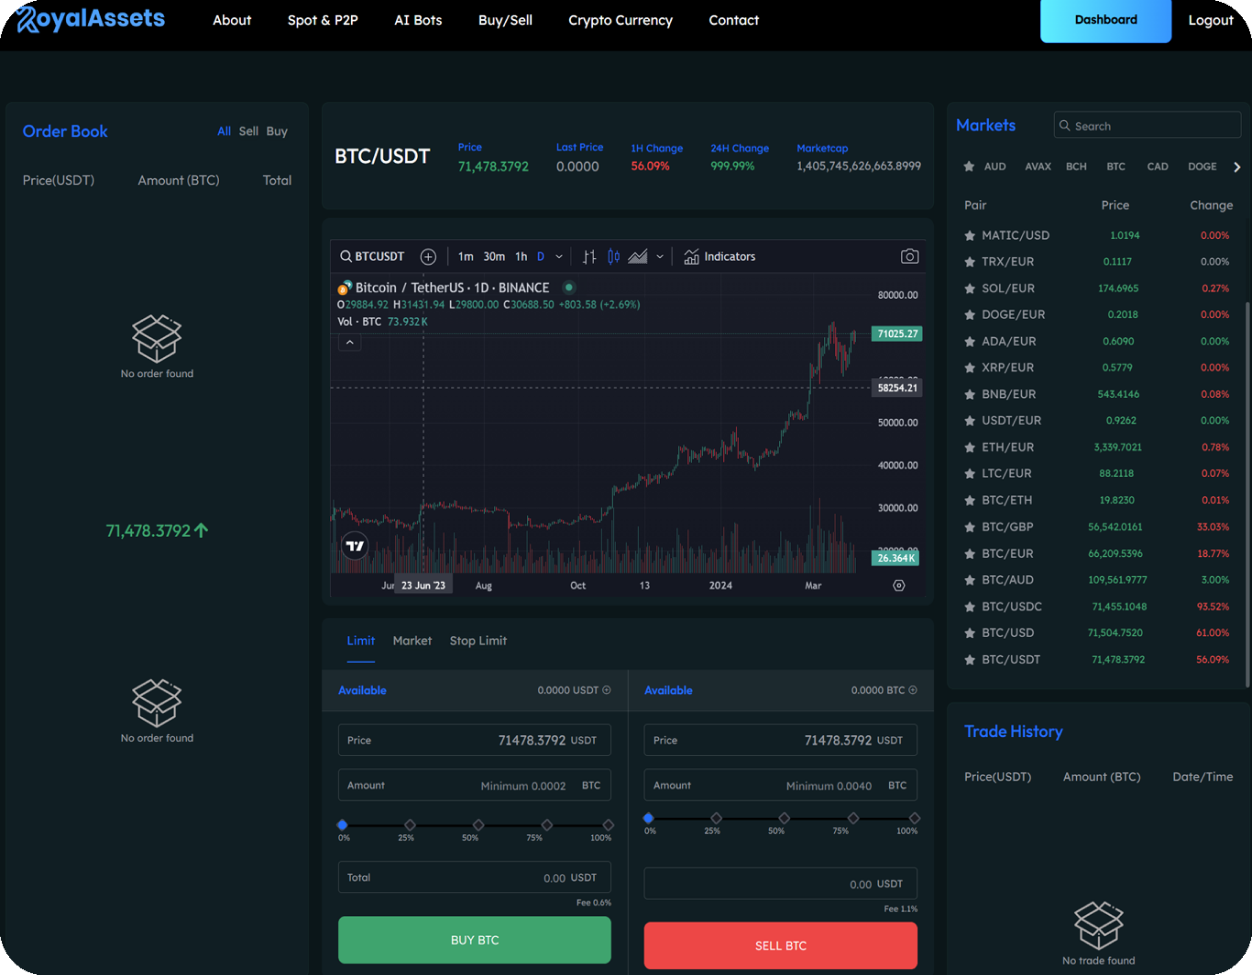 RoyalAssets About Spot & P2P AI Bots Buy/Sell Crypto Currency Contact Dashboard Logout
Order Book All Sell Buy
Price(USDT) Amount (BTC) Total
No order found
71,478.3792
No order found
BTC/USDT
Price Last Price 1H Change 24H Change Marketcap
71,478.3792 0.0000 56.09% 999.99% 1,405,745,626,663.8999
BTCUSDT 1m 30m 1h D Indicators
Bitcoin / TetherUS · 1D · BINANCE
O29884.92 H31431.94 L29800.00 C30688.50 +803.58 (+2.69%)
Vol · BTC 73.932K
80000.00
71025.27
58254.21
50000.00
40000.00
30000.00
26.364K
Jun 23 Jun '23 Aug Oct 13 2024 Mar
Limit Market Stop Limit
Available 0.0000 USDT
Price 71478.3792 USDT
Amount Minimum 0.0002 BTC
0% 25% 50% 75% 100%
Total 0.00 USDT
Fee 0.6%
BUY BTC
Available 0.0000 BTC
Price 71478.3792 USDT
Amount Minimum 0.0040 BTC
0% 25% 50% 75% 100%
0.00 USDT
Fee 1.1%
SELL BTC
Markets Search
AUD AVAX BCH BTC CAD DOGE
Pair Price Change
MATIC/USD 1.0194 0.00%
TRX/EUR 0.1117 0.00%
SOL/EUR 174.6965 0.27%
DOGE/EUR 0.2018 0.00%
ADA/EUR 0.6090 0.00%
XRP/EUR 0.5779 0.00%
BNB/EUR 543.4146 0.08%
USDT/EUR 0.9262 0.00%
ETH/EUR 3,339.7021 0.78%
LTC/EUR 88.2118 0.07%
BTC/ETH 19.8230 0.01%
BTC/GBP 56,542.0161 33.03%
BTC/EUR 66,209.5396 18.77%
BTC/AUD 109,561.9777 3.00%
BTC/USDC 71,455.1048 93.52%
BTC/USD 71,504.7520 61.00%
BTC/USDT 71,478.3792 56.09%
Trade History
Price(USDT) Amount (BTC) Date/Time
No trade found